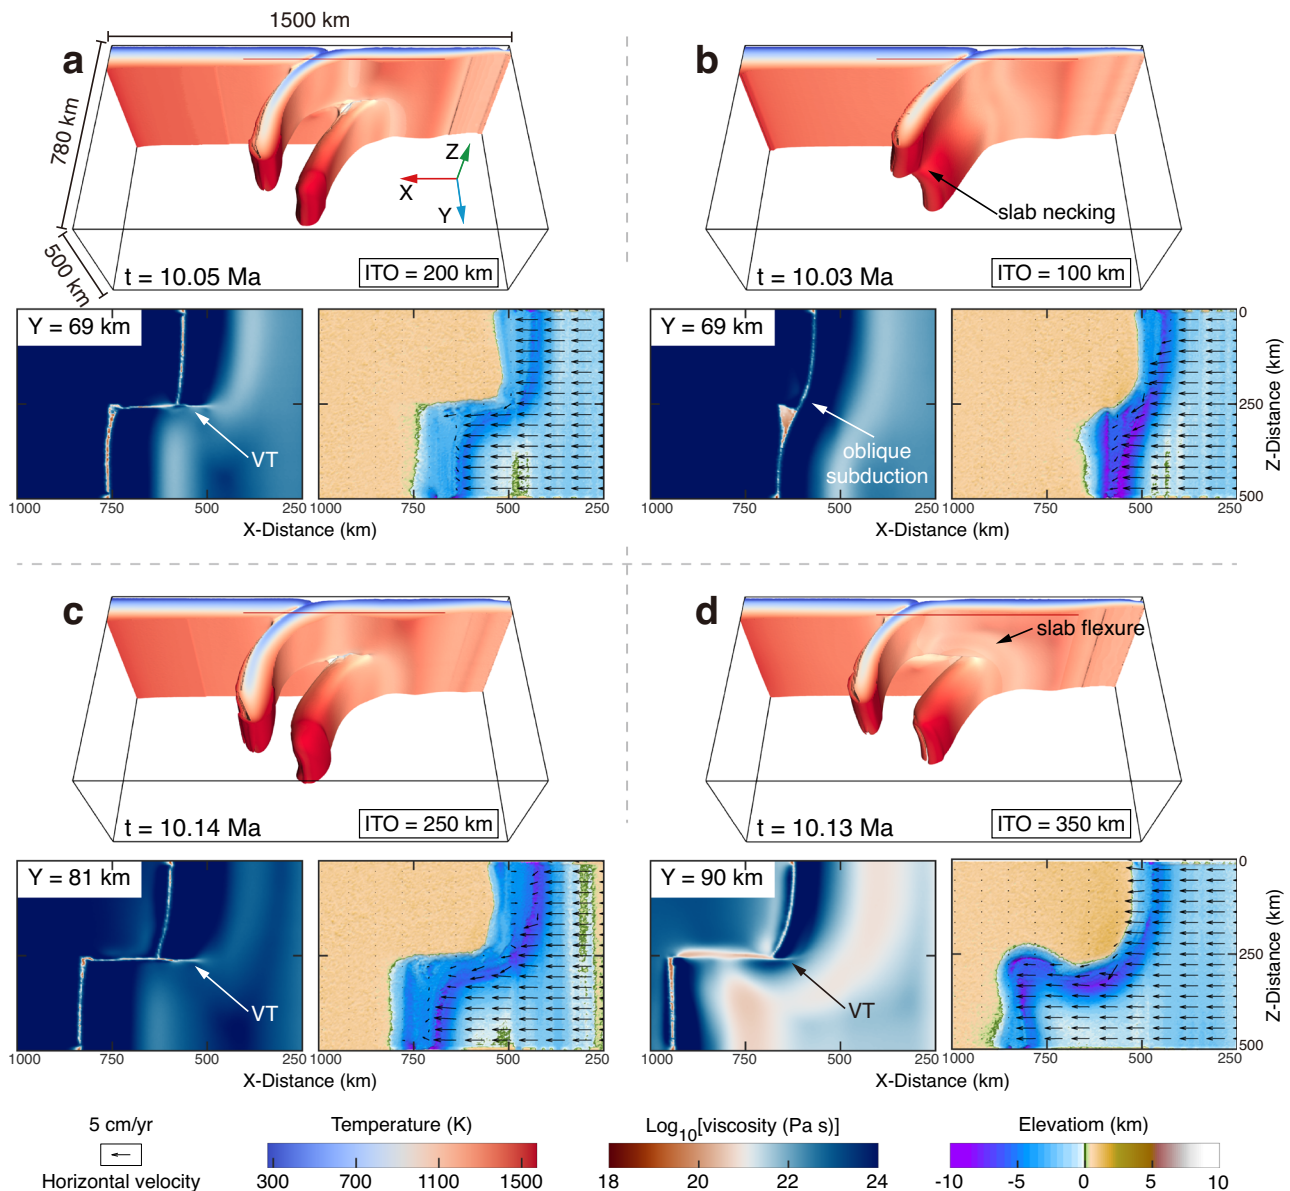 1500 km
a
780 km
500 km
Z
X
Y
t = 10.05 Ma
ITO = 200 km
b
slab necking
t = 10.03 Ma
ITO = 100 km
Y = 69 km
VT
1000 750 500 250
X-Distance (km)
750 500 250
Y = 69 km
oblique
subduction
1000 750 500 250
X-Distance (km)
1000 750 500 250
0
250
500
Z-Distance (km)
c
t = 10.14 Ma
ITO = 250 km
d
slab flexure
t = 10.13 Ma
ITO = 350 km
Y = 81 km
VT
1000 750 500 250
X-Distance (km)
750 500 250
Y = 90 km
VT
1000 750 500 250
X-Distance (km)
1000 750 500 250
0
250
500
Z-Distance (km)
5 cm/yr
Horizontal velocity
Temperature (K)
300 700 1100 1500
Log10[viscosity (Pa s)]
18 20 22 24
Elevatiom (km)
-10 -5 0 5 10